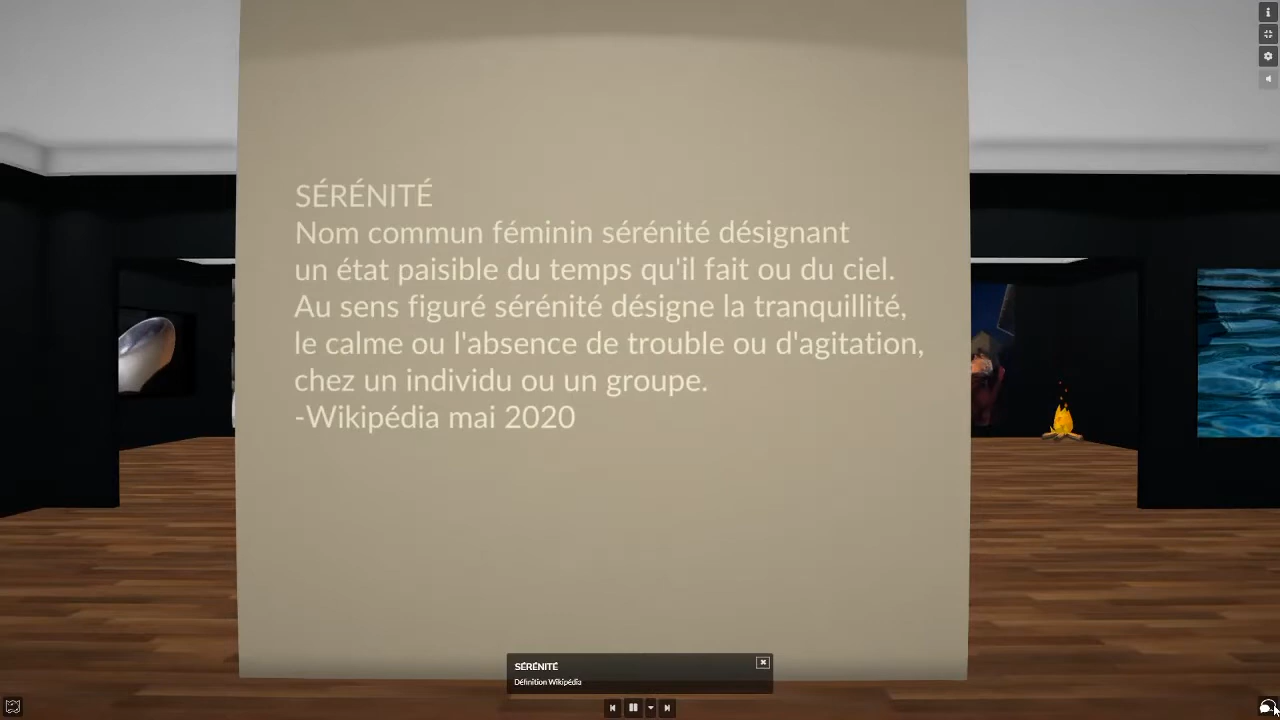 SÉRÉNITÉ
Nom commun féminin sérénité désignant
un état paisible du temps qu'il fait ou du ciel.
Au sens figuré sérénité désigne la tranquillité,
le calme ou l'absence de trouble ou d'agitation,
chez un individu ou un groupe.
-Wikipédia mai 2020
SÉRÉNITÉ
Définition Wikipédia